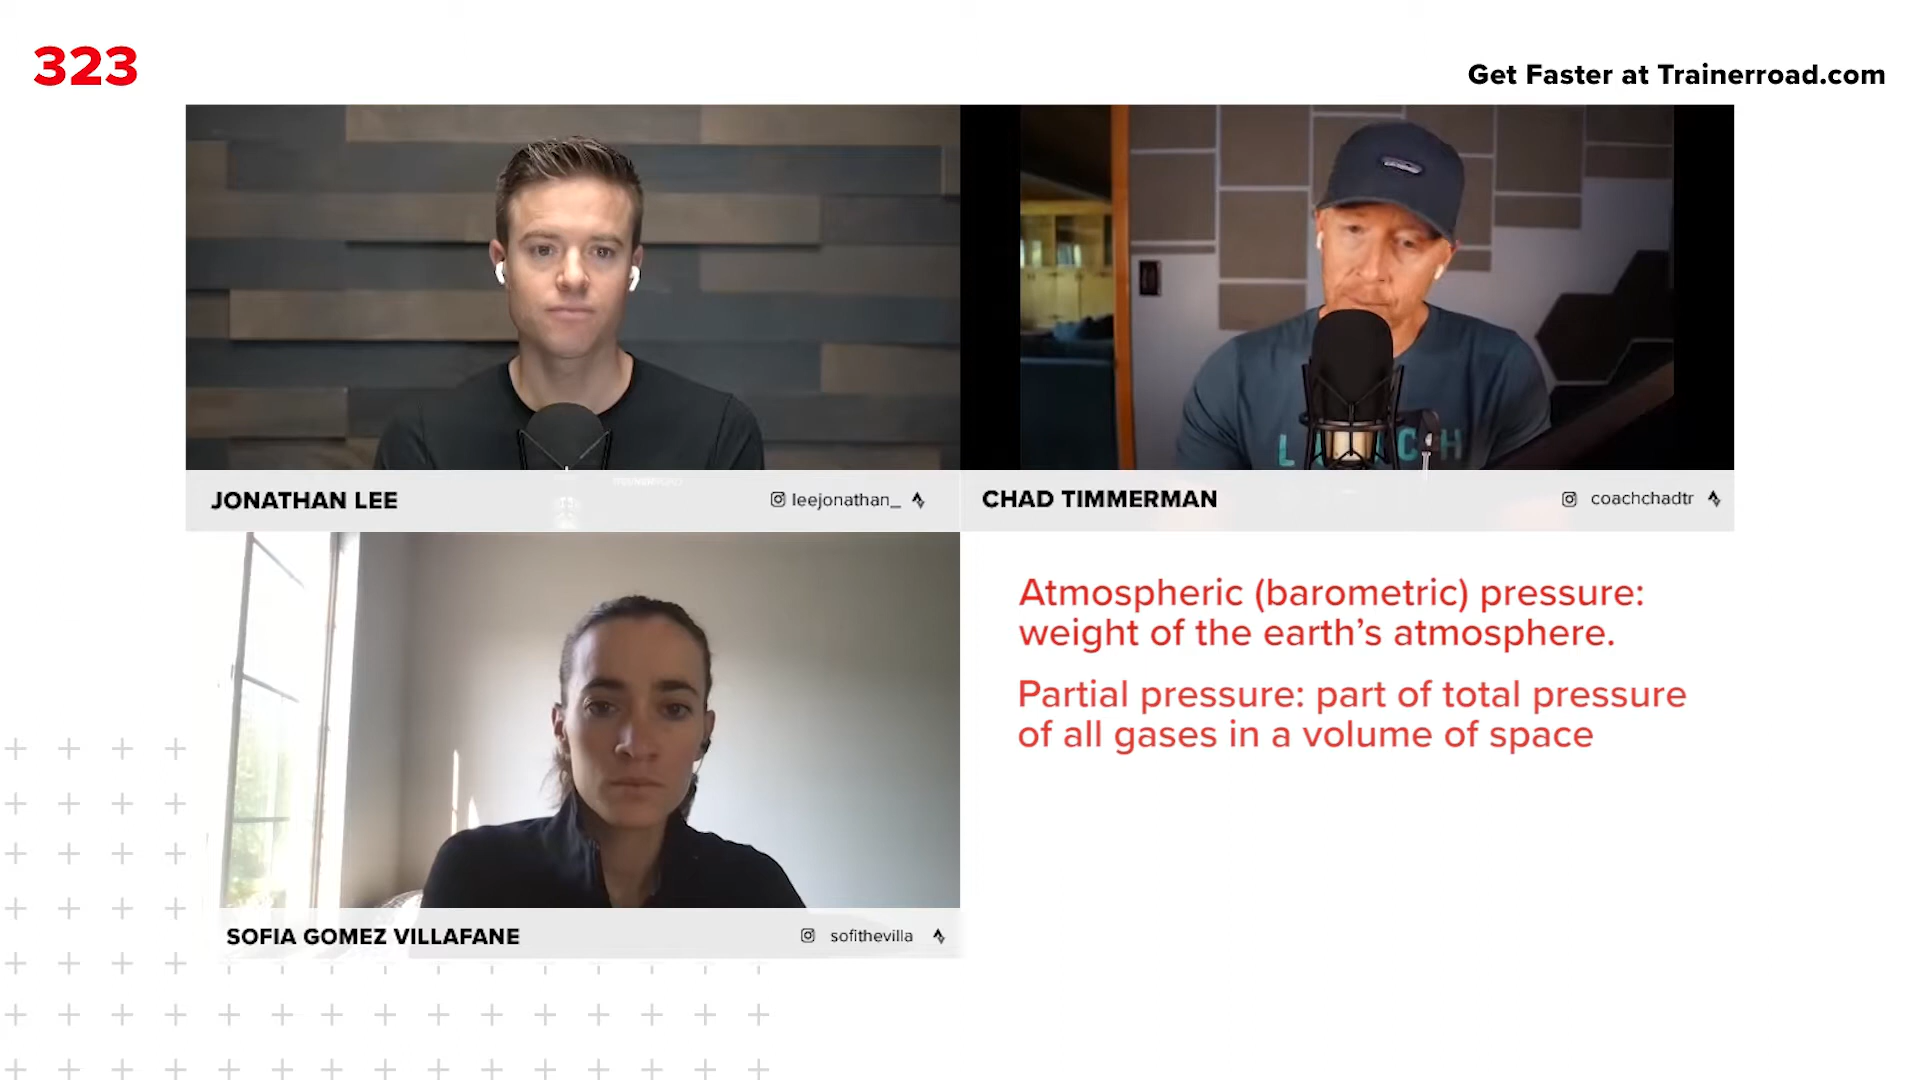 323
Get Faster at Trainerroad.com
JONATHAN LEE
leejonathan_
CHAD TIMMERMAN
coachchadtr
Atmospheric (barometric) pressure:
weight of the earth's atmosphere.
Partial pressure: part of total pressure
of all gases in a volume of space
SOFIA GOMEZ VILLAFANE
sofithevilla